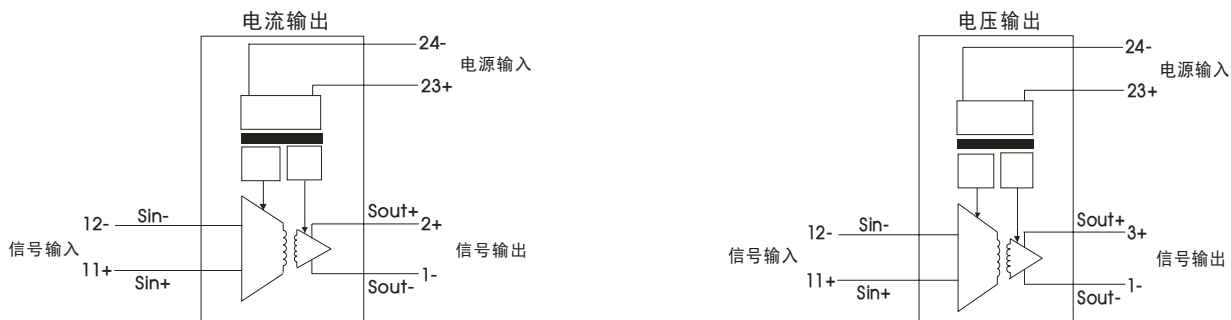 电流输出
24-
电源输入
23+
Sout+
12-
Sin-
2+
信号输入
信号输出
11+
Sin+
1-
Sout-
电压输出
24-
电源输入
23+
Sout+
12-
Sin-
3+
信号输入
信号输出
11+
Sin+
1-
Sout-